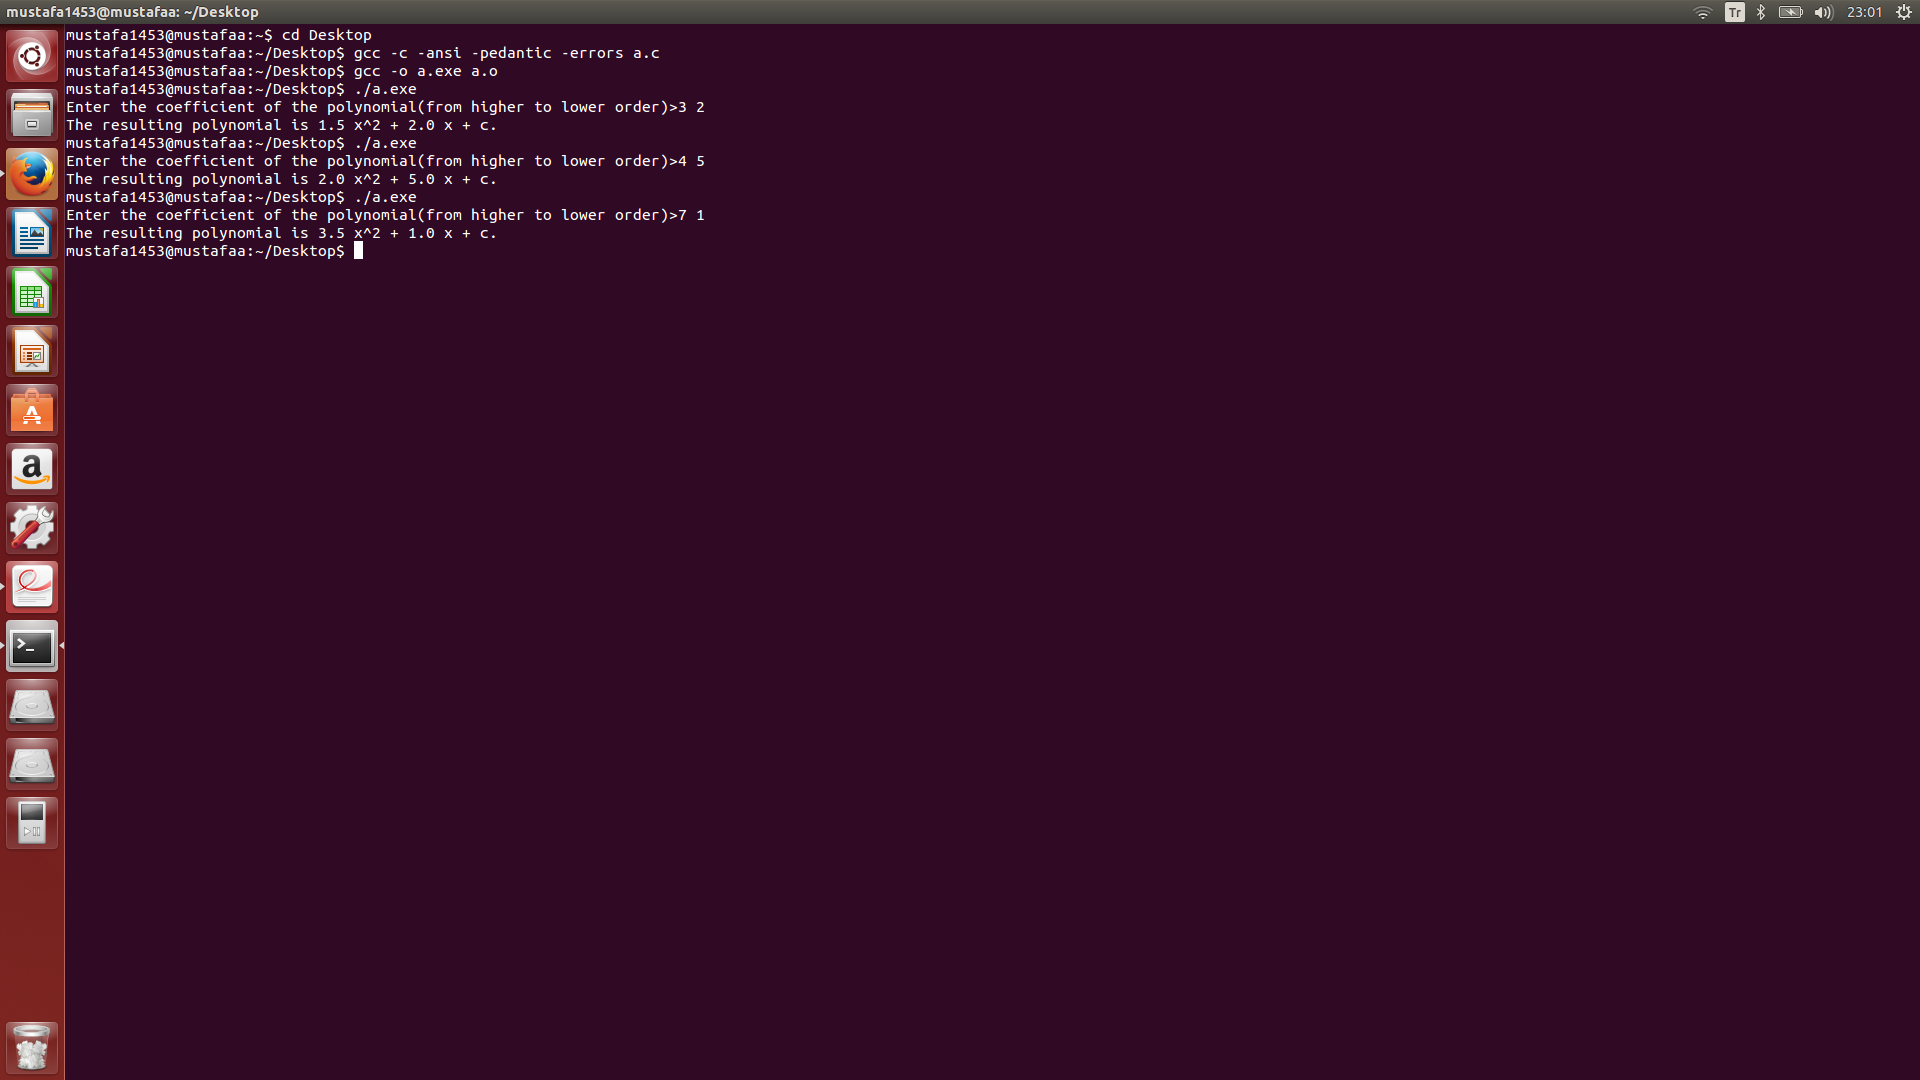 mustafa1453@mustafaa: ~/Desktop
Tr
23:01
mustafa1453@mustafaa:~$ cd Desktop
mustafa1453@mustafaa:~/Desktop$ gcc -c -ansi -pedantic -errors a.c
mustafa1453@mustafaa:~/Desktop$ gcc -o a.exe a.o
mustafa1453@mustafaa:~/Desktop$ ./a.exe
Enter the coefficient of the polynomial(from higher to lower order)>3 2
The resulting polynomial is 1.5 x^2 + 2.0 x + c.
mustafa1453@mustafaa:~/Desktop$ ./a.exe
Enter the coefficient of the polynomial(from higher to lower order)>4 5
The resulting polynomial is 2.0 x^2 + 5.0 x + c.
mustafa1453@mustafaa:~/Desktop$ ./a.exe
Enter the coefficient of the polynomial(from higher to lower order)>7 1
The resulting polynomial is 3.5 x^2 + 1.0 x + c.
mustafa1453@mustafaa:~/Desktop$